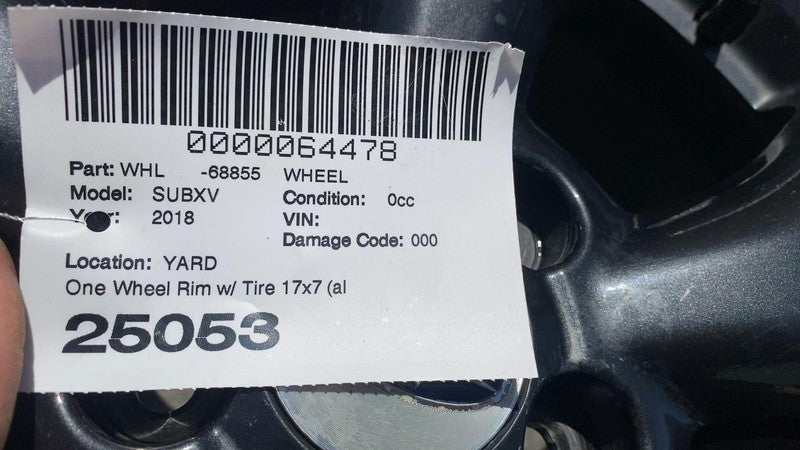 0000064478
Part: WHL -68855 WHEEL
Model: SUBXV Condition: 0cc
Year: 2018 VIN:
Damage Code: 000
Location: YARD
One Wheel Rim w/ Tire 17x7 (al
25053